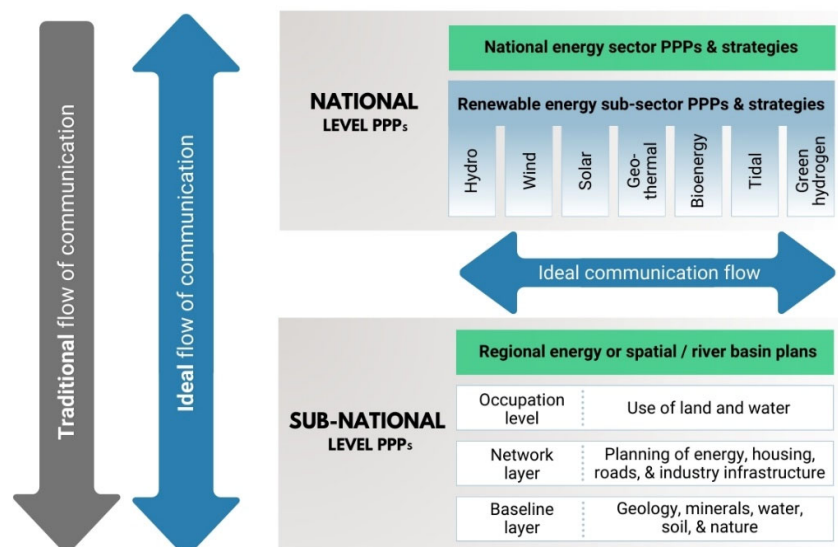 Traditional flow of communication
Ideal flow of communication
NATIONAL
LEVEL PPPs
National energy sector PPPs & strategies
Renewable energy sub-sector PPPs & strategies
Hydro
Wind
Solar
Geo-
thermal
Bioenergy
Tidal
Green
hydrogen
Ideal communication flow
SUB-NATIONAL
LEVEL PPPs
Regional energy or spatial / river basin plans
Occupation
level
Use of land and water
Network
layer
Planning of energy, housing,
roads, & industry infrastructure
Baseline
layer
Geology, minerals, water,
soil, & nature